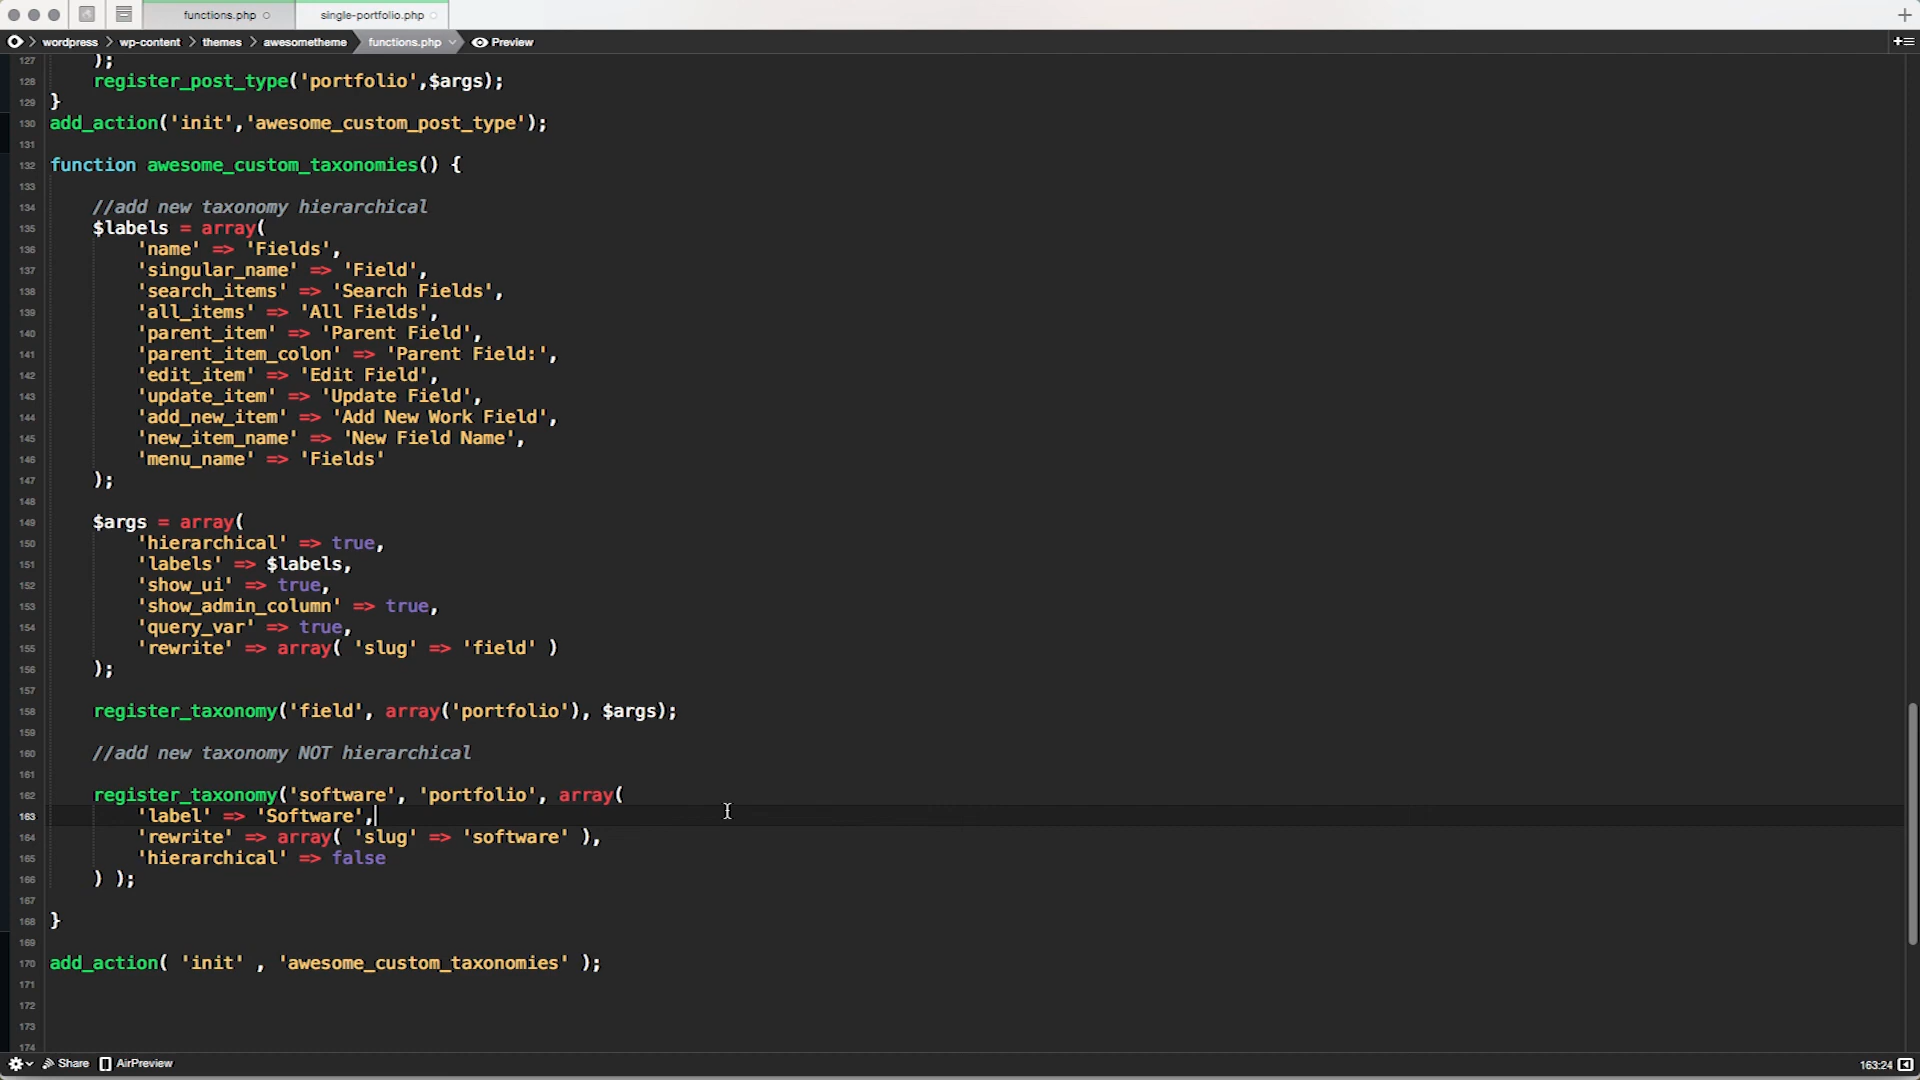 functions.php
single-portfolio.php
wordpress wp-content themes awesometheme functions.php Preview
127 );
128 register_post_type('portfolio',$args);
129 }
130 add_action('init','awesome_custom_post_type');
131
132 function awesome_custom_taxonomies() {
133
134 //add new taxonomy hierarchical
135 $labels = array(
136 'name' => 'Fields',
137 'singular_name' => 'Field',
138 'search_items' => 'Search Fields',
139 'all_items' => 'All Fields',
140 'parent_item' => 'Parent Field',
141 'parent_item_colon' => 'Parent Field:',
142 'edit_item' => 'Edit Field',
143 'update_item' => 'Update Field',
144 'add_new_item' => 'Add New Work Field',
145 'new_item_name' => 'New Field Name',
146 'menu_name' => 'Fields'
147 );
148
149 $args = array(
150 'hierarchical' => true,
151 'labels' => $labels,
152 'show_ui' => true,
153 'show_admin_column' => true,
154 'query_var' => true,
155 'rewrite' => array( 'slug' => 'field' )
156 );
157
158 register_taxonomy('field', array('portfolio'), $args);
159
160 //add new taxonomy NOT hierarchical
161
162 register_taxonomy('software', 'portfolio', array(
163 'label' => 'Software',
164 'rewrite' => array( 'slug' => 'software' ),
165 'hierarchical' => false
166 ) );
167
168 }
169
170 add_action( 'init' , 'awesome_custom_taxonomies' );
171
172
173
174
Share AirPreview 163:24